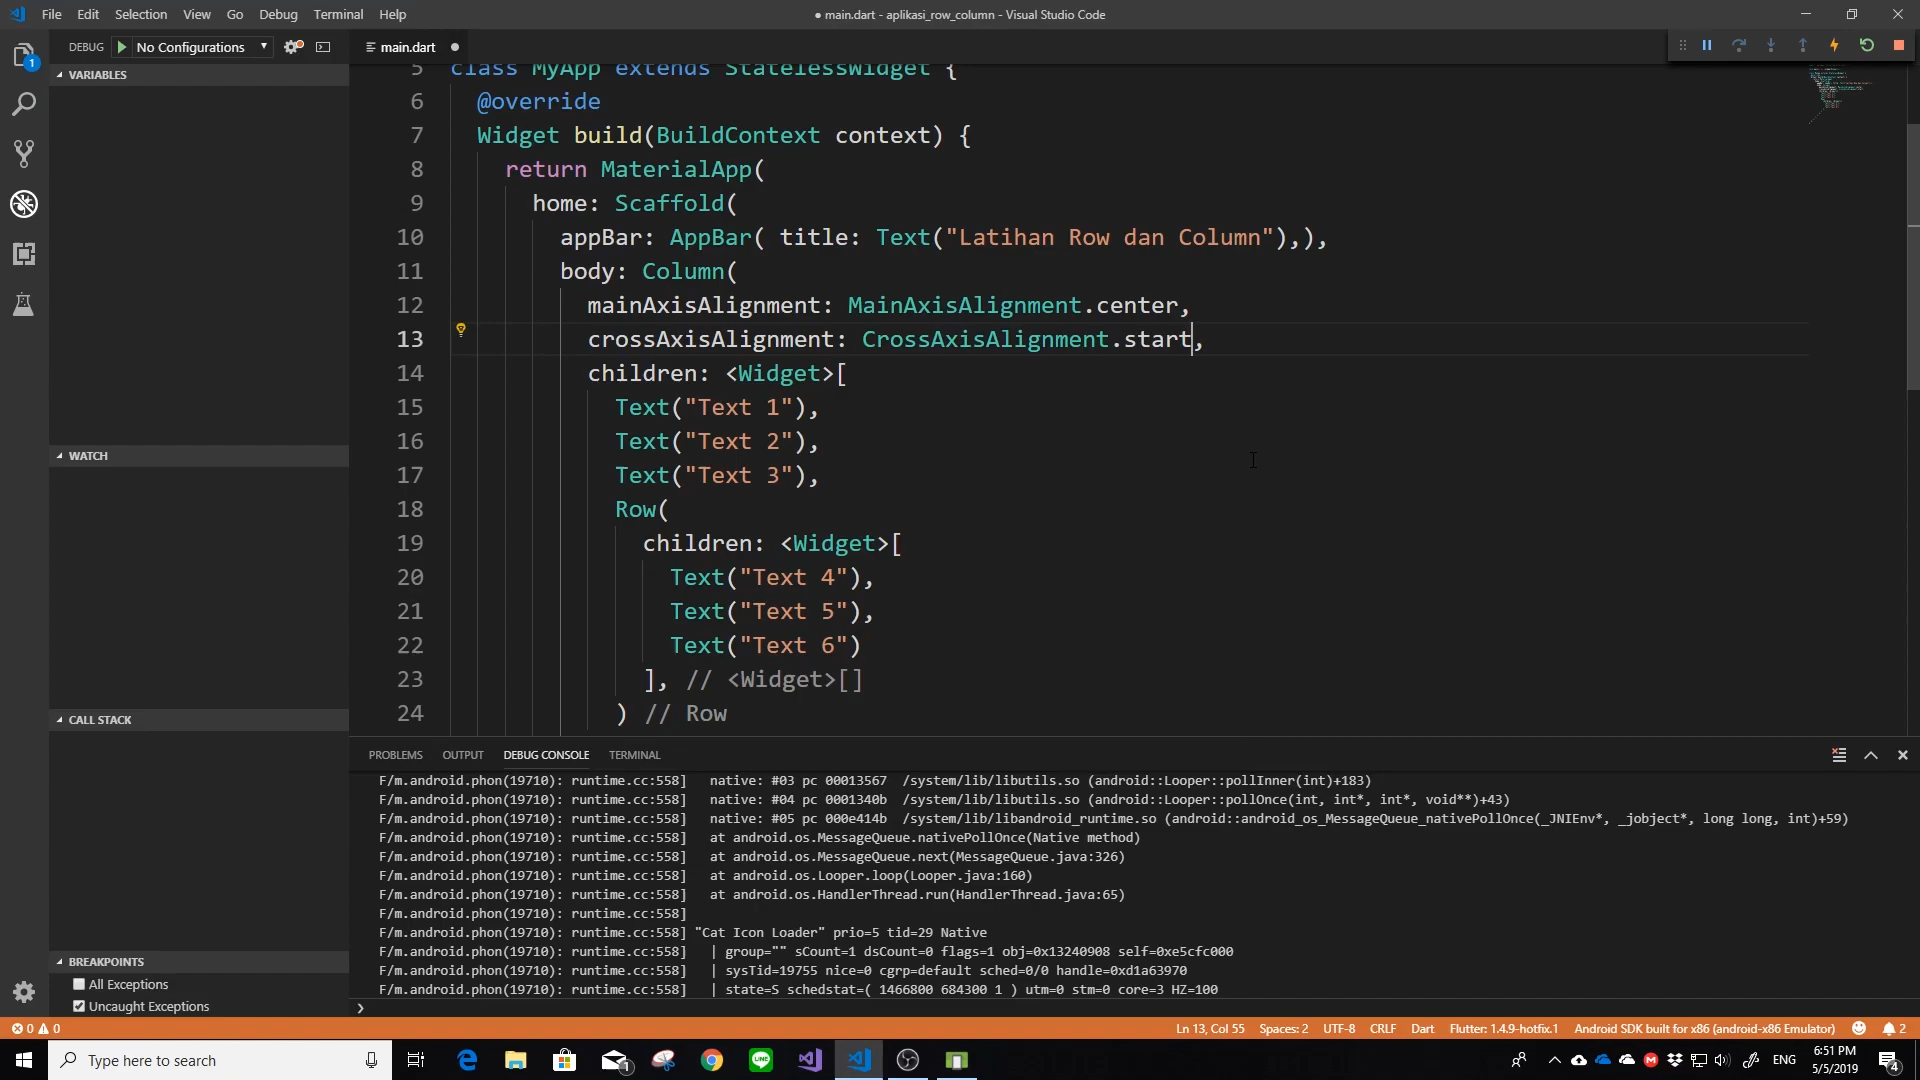 File Edit Selection View Go Debug Terminal Help
● main.dart - aplikasi_row_column - Visual Studio Code
DEBUG No Configurations
main.dart
1
VARIABLES
WATCH
CALL STACK
BREAKPOINTS
All Exceptions
Uncaught Exceptions
5 class MyApp extends StatelessWidget {
6 @override
7 Widget build(BuildContext context) {
8 return MaterialApp(
9 home: Scaffold(
10 appBar: AppBar( title: Text("Latihan Row dan Column"),),
11 body: Column(
12 mainAxisAlignment: MainAxisAlignment.center,
13 crossAxisAlignment: CrossAxisAlignment.start,
14 children: <Widget>[
15 Text("Text 1"),
16 Text("Text 2"),
17 Text("Text 3"),
18 Row(
19 children: <Widget>[
20 Text("Text 4"),
21 Text("Text 5"),
22 Text("Text 6")
23 ], // <Widget>[]
24 ) // Row
PROBLEMS OUTPUT DEBUG CONSOLE TERMINAL
F/m.android.phon(19710): runtime.cc:558] native: #03 pc 00013567 /system/lib/libutils.so (android::Looper::pollInner(int)+183)
F/m.android.phon(19710): runtime.cc:558] native: #04 pc 0001340b /system/lib/libutils.so (android::Looper::pollOnce(int, int*, int*, void**)+43)
F/m.android.phon(19710): runtime.cc:558] native: #05 pc 000e414b /system/lib/libandroid_runtime.so (android::android_os_MessageQueue_nativePollOnce(_JNIEnv*, _jobject*, long long, int)+59)
F/m.android.phon(19710): runtime.cc:558] at android.os.MessageQueue.nativePollOnce(Native method)
F/m.android.phon(19710): runtime.cc:558] at android.os.MessageQueue.next(MessageQueue.java:326)
F/m.android.phon(19710): runtime.cc:558] at android.os.Looper.loop(Looper.java:160)
F/m.android.phon(19710): runtime.cc:558] at android.os.HandlerThread.run(HandlerThread.java:65)
F/m.android.phon(19710): runtime.cc:558]
F/m.android.phon(19710): runtime.cc:558] "Cat Icon Loader" prio=5 tid=29 Native
F/m.android.phon(19710): runtime.cc:558] | group="" sCount=1 dsCount=0 flags=1 obj=0x13240908 self=0xe5cfc000
F/m.android.phon(19710): runtime.cc:558] | sysTid=19755 nice=0 cgrp=default sched=0/0 handle=0xd1a63970
F/m.android.phon(19710): runtime.cc:558] | state=S schedstat=( 1466800 684300 1 ) utm=0 stm=0 core=3 HZ=100
0 0 Ln 13, Col 55 Spaces: 2 UTF-8 CRLF Dart Flutter: 1.4.9-hotfix.1 Android SDK built for x86 (android-x86 Emulator) 2
Type here to search
1
LINE
ENG
6:51 PM
5/5/2019
4